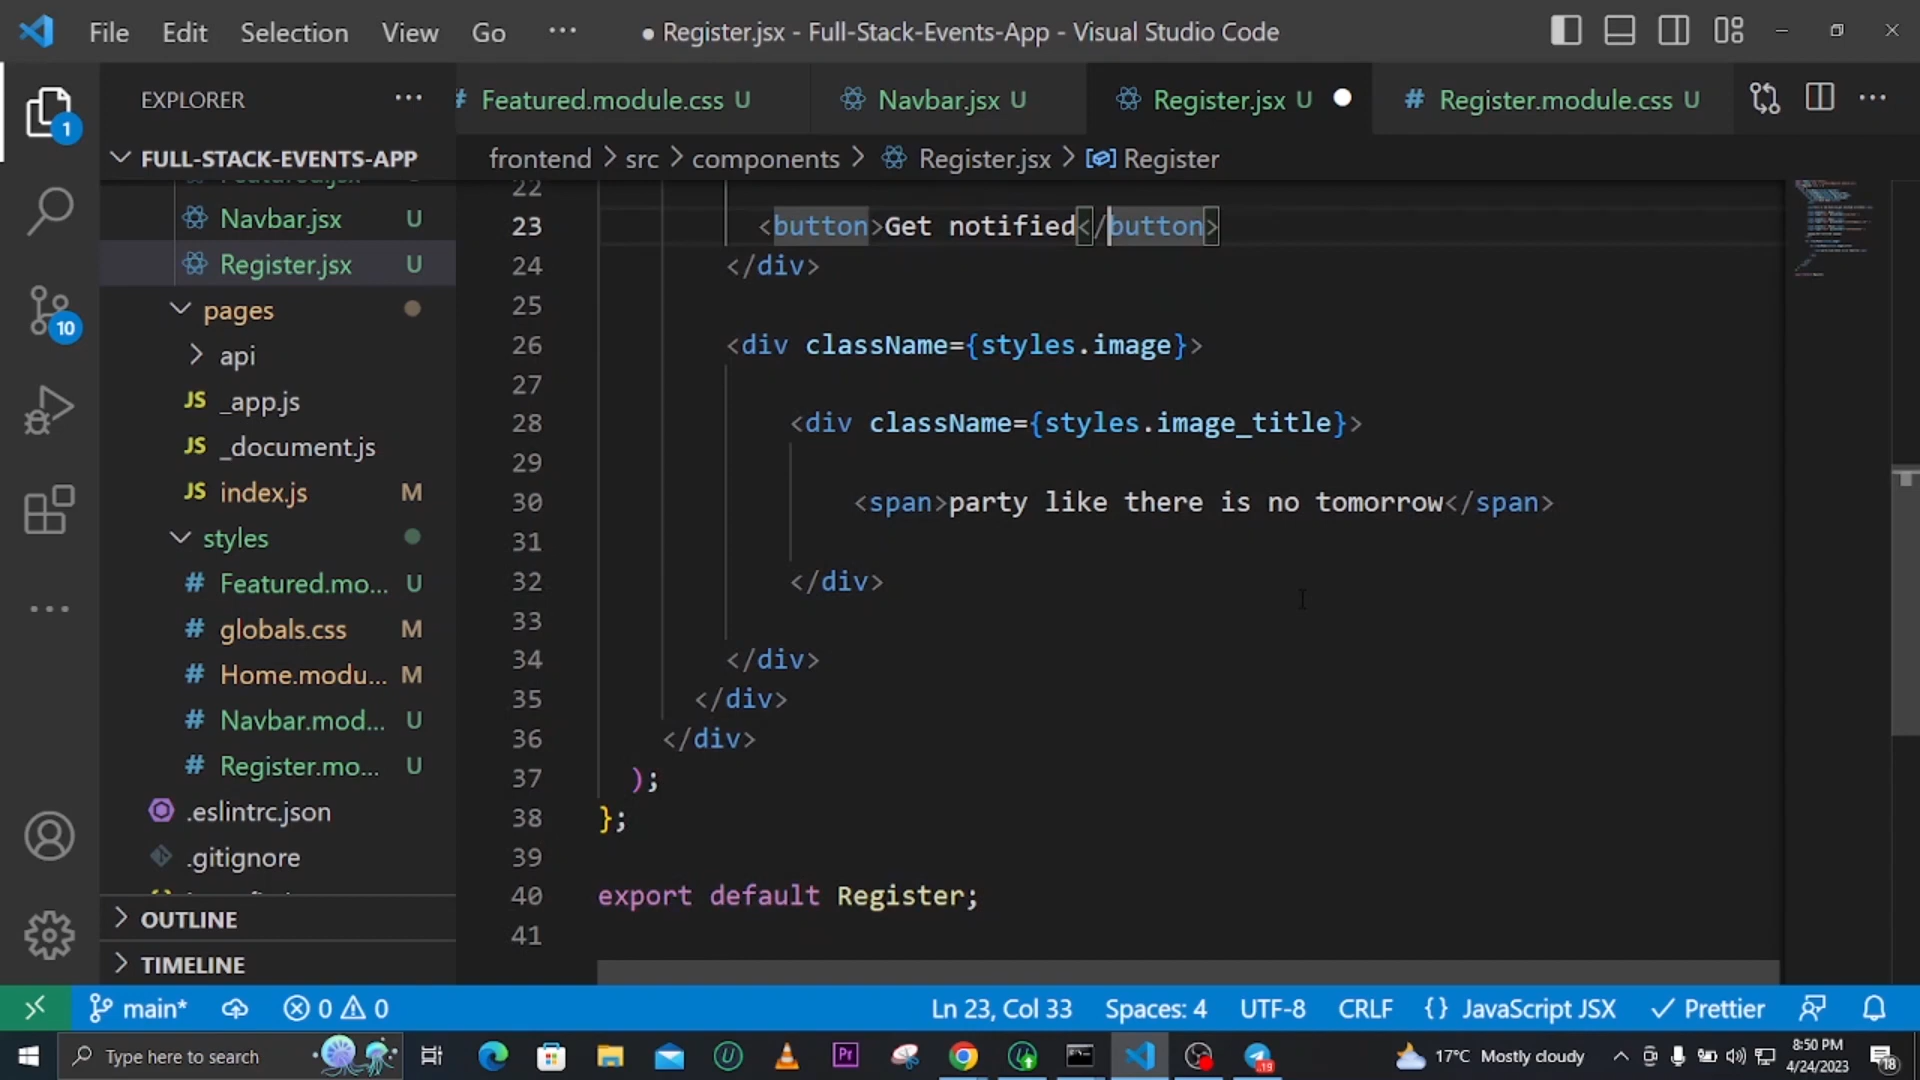 File Edit Selection View Go ··· ● Register.jsx - Full-Stack-Events-App - Visual Studio Code
EXPLORER ···
# Featured.module.css U Navbar.jsx U Register.jsx U # Register.module.css U ···
1
FULL-STACK-EVENTS-APP
frontend > src > components > Register.jsx > Register
Featured.jsx
Navbar.jsx U
Register.jsx U
pages
api
JS _app.js
JS _document.js
JS index.js M
styles
# Featured.mo... U
# globals.css M
# Home.modu... M
# Navbar.mod... U
# Register.mo... U
.eslintrc.json
.gitignore
OUTLINE
TIMELINE
10
22
23 <button>Get notified</button>
24 </div>
25
26 <div className={styles.image}>
27
28 <div className={styles.image_title}>
29
30 <span>party like there is no tomorrow</span>
31
32 </div>
33
34 </div>
35 </div>
36 </div>
37 );
38 };
39
40 export default Register;
41
main* 0 0 Ln 23, Col 33 Spaces: 4 UTF-8 CRLF {} JavaScript JSX Prettier
Type here to search Pr 17°C Mostly cloudy 8:50 PM
4/24/2023 18